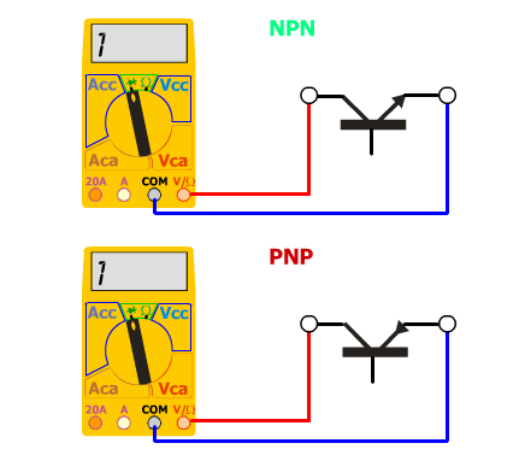 NPN
1
Acc Ω Vcc
Aca Vca
20A A COM V/Ω
PNP
1
Acc Ω Vcc
Aca Vca
20A A COM V/Ω